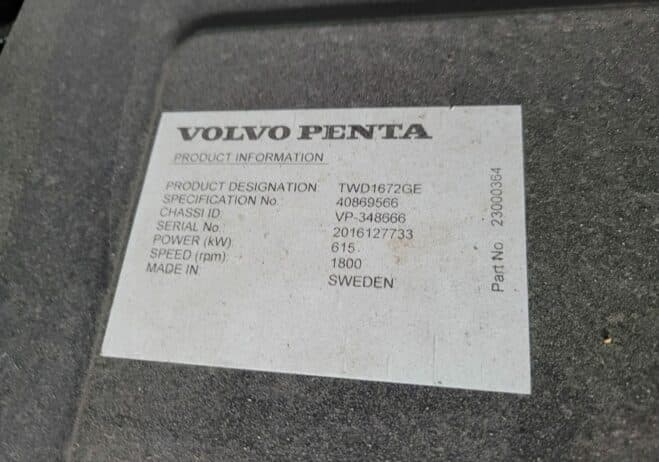 VOLVO PENTA
PRODUCT INFORMATION
PRODUCT DESIGNATION: TWD1672GE
SPECIFICATION No.: 40869566
CHASSI ID: VP-348666
SERIAL No.: 2016127733
POWER (kW): 615
SPEED (rpm): 1800
MADE IN: SWEDEN
Part No. 23000364